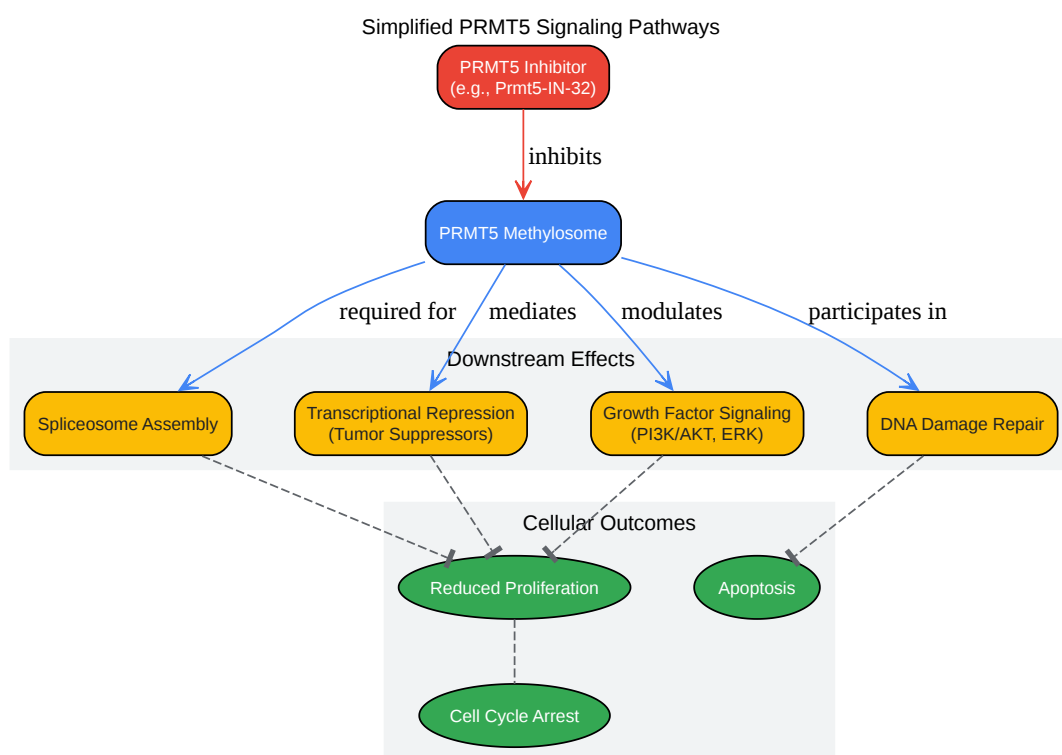 Simplified PRMT5 Signaling Pathways
PRMT5 Inhibitor
(e.g., Prmt5-IN-32)
inhibits
PRMT5 Methylosome
required for
mediates
modulates
participates in
Downstream Effects
Spliceosome Assembly
Transcriptional Repression
(Tumor Suppressors)
Growth Factor Signaling
(PI3K/AKT, ERK)
DNA Damage Repair
Cellular Outcomes
Reduced Proliferation
Apoptosis
Cell Cycle Arrest